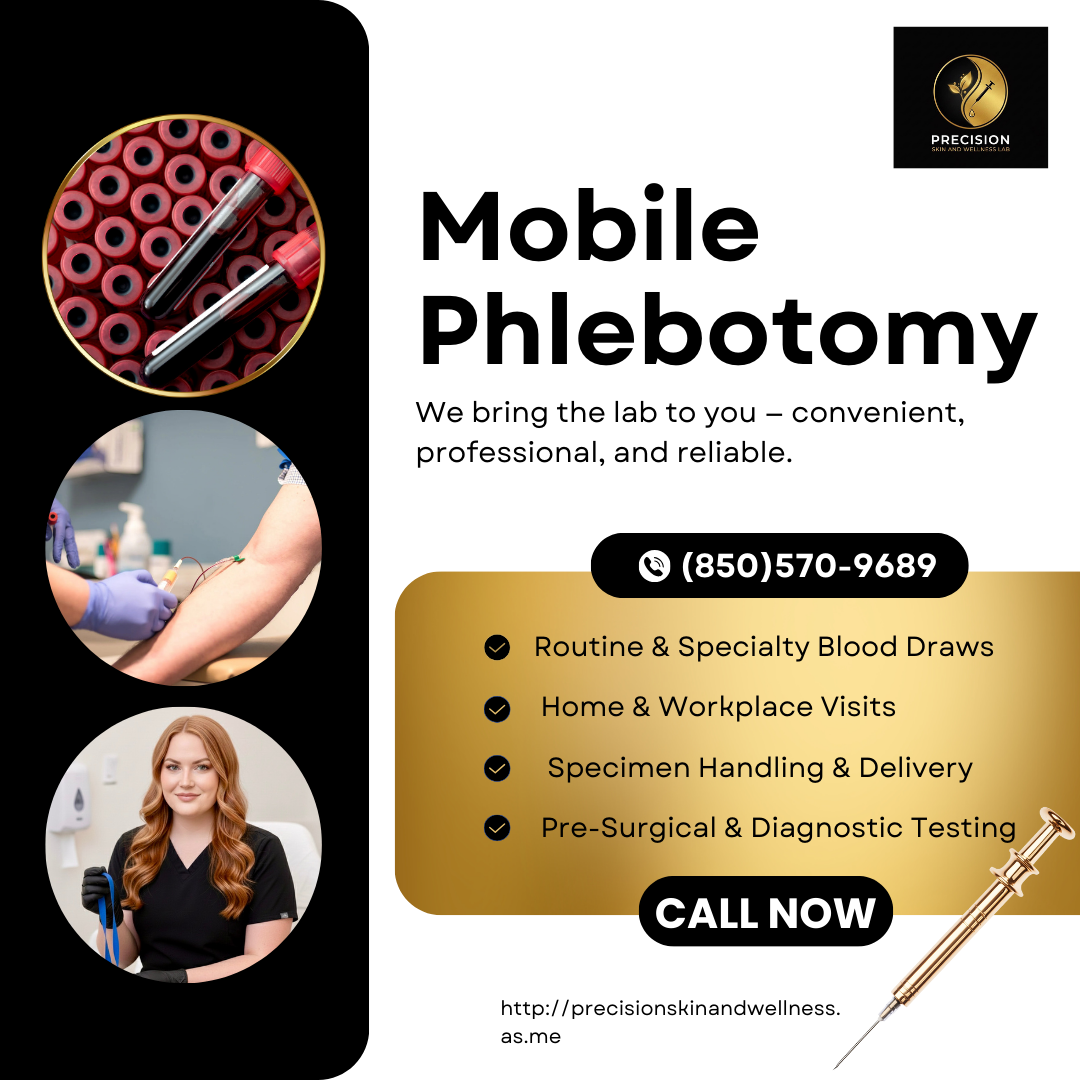 PRECISION
SKIN AND WELLNESS LAB
Mobile
Phlebotomy
We bring the lab to you – convenient,
professional, and reliable.
(850)570-9689
Routine & Specialty Blood Draws
Home & Workplace Visits
Specimen Handling & Delivery
Pre-Surgical & Diagnostic Testing
CALL NOW
http://precisionskinandwellness.
as.me